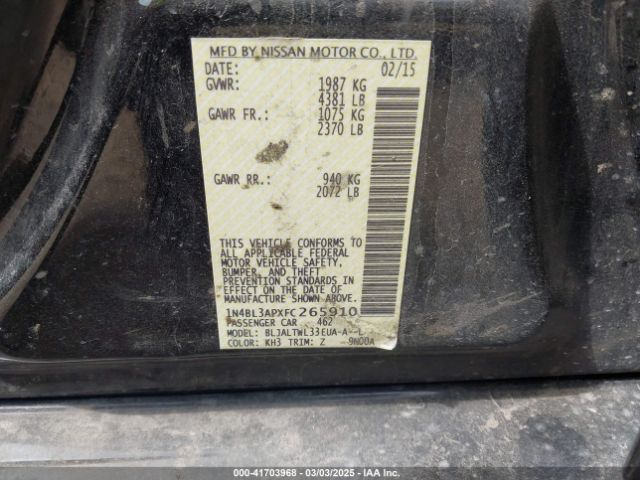 MFD BY NISSAN MOTOR CO., LTD.
DATE: 02/15
GVWR: 1987 KG
4381 LB
GAWR FR.: 1075 KG
2370 LB
GAWR RR.: 940 KG
2072 LB
THIS VEHICLE CONFORMS TO
ALL APPLICABLE FEDERAL
MOTOR VEHICLE SAFETY,
BUMPER, AND THEFT
PREVENTION STANDARDS IN
EFFECT ON THE DATE OF
MANUFACTURE SHOWN ABOVE.
1N4BL3APXFC265910
PASSENGER CAR 462
MODEL: BLJALTWL33EUA-A--L
COLOR: KH3 TRIM: Z 9N00A
000-41703968 - 03/03/2025 - IAA Inc.